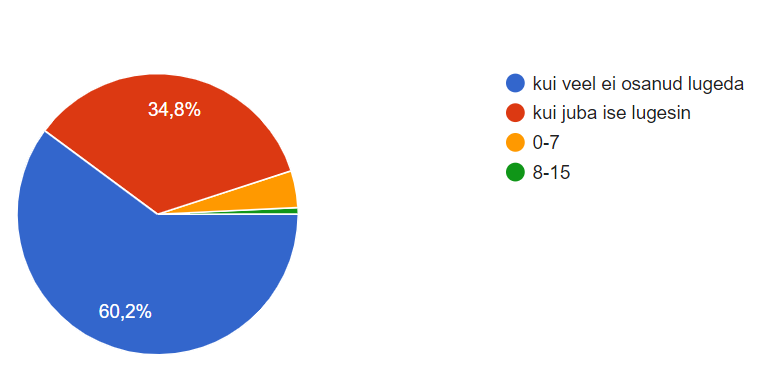 34,8%
60,2%
kui veel ei osanud lugeda
kui juba ise lugesin
0-7
8-15